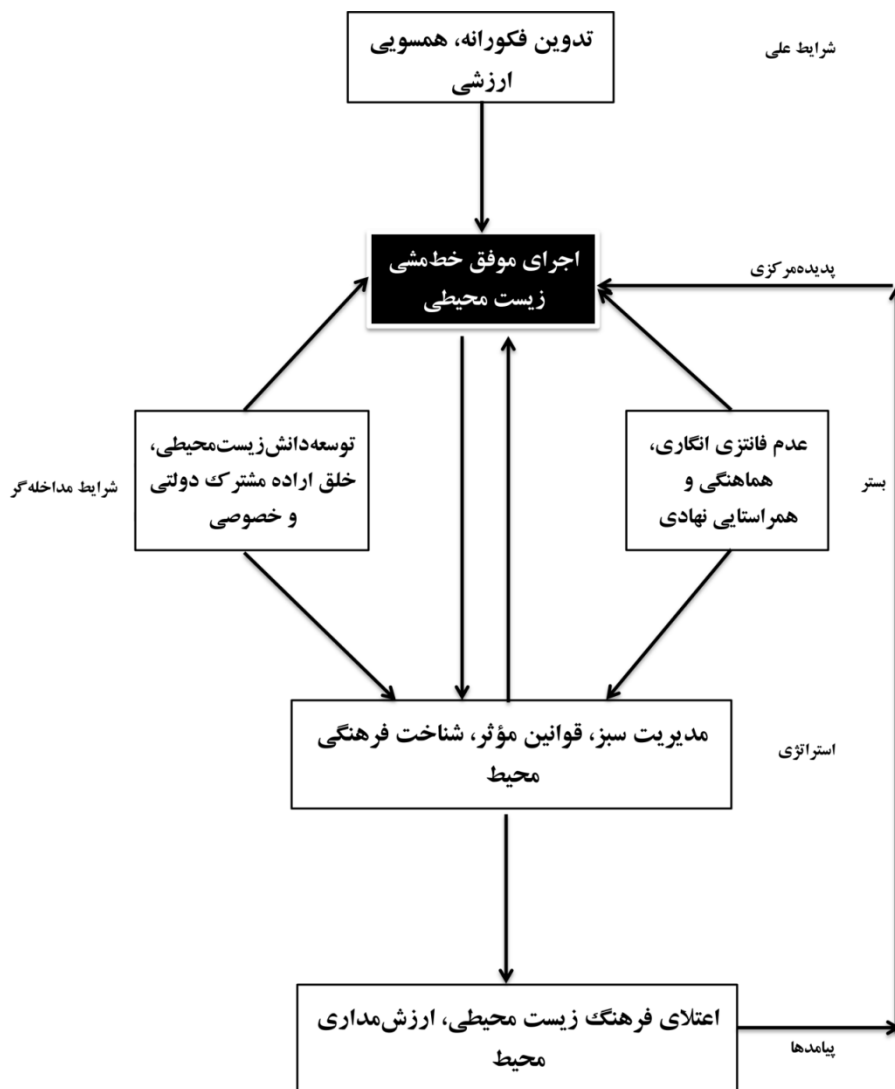 تدوین فکورانه، همسویی
ارزشی
شرایط علی
اجرای موفق خط‌مشی
زیست محیطی
پدیده‌مرکزی
عدم فانتزی انگاری،
هماهنگی و
همراستایی نهادی
بستر
توسعه‌دانش‌زیست‌محیطی،
خلق اراده مشترک دولتی
و خصوصی
شرایط مداخله‌گر
مدیریت سبز، قوانین مؤثر، شناخت فرهنگی
محیط
استراتژی
اعتلای فرهنگ زیست محیطی، ارزش‌مداری
محیط
پیامدها